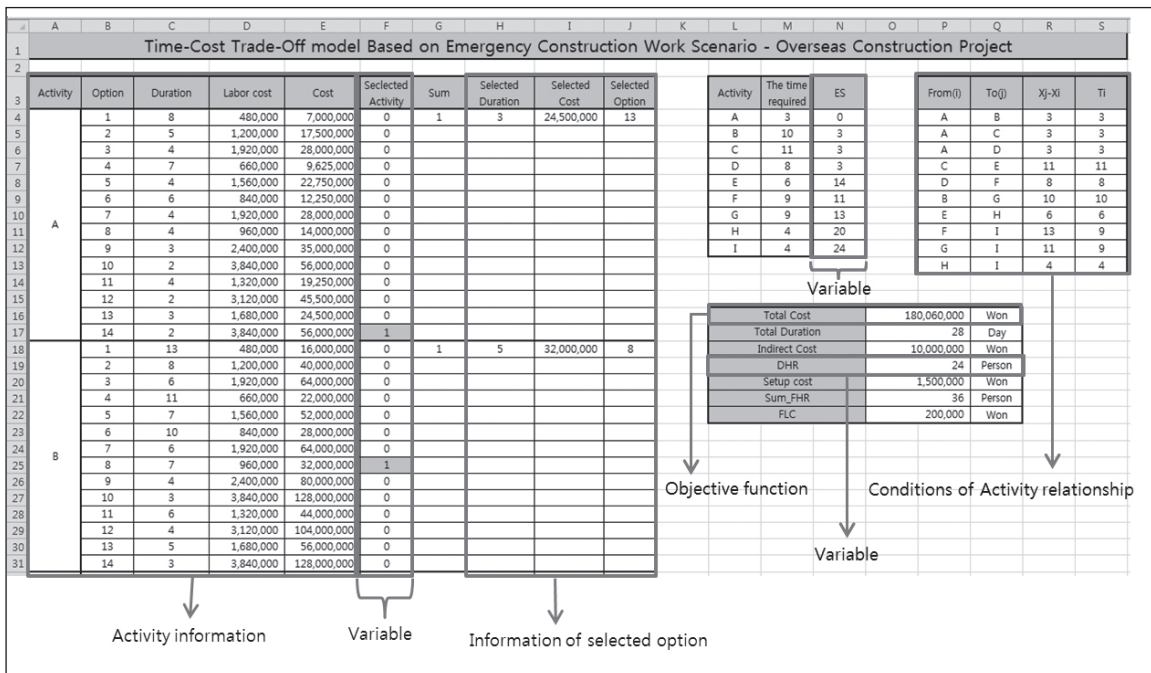 A B C D E F G H I J K L M N O P Q R S
1 Time-Cost Trade-Off model Based on Emergency Construction Work Scenario - Overseas Construction Project
2
3 Activity Option Duration Labor cost Cost Seclected Activity Sum Selected Duration Selected Cost Selected Option Activity The time required ES From(i) To(j) Xj-Xi Ti
4 1 8 480,000 7,000,000 0 1 3 24,500,000 13 A 3 0 A B 3 3
5 2 5 1,200,000 17,500,000 0 B 10 3 A C 3 3
6 3 4 1,920,000 28,000,000 0 C 11 3 A D 3 3
7 4 7 660,000 9,625,000 0 D 8 3 C E 11 11
8 5 4 1,560,000 22,750,000 0 E 6 14 D F 8 8
9 6 6 840,000 12,250,000 0 F 9 11 B G 10 10
10 7 4 1,920,000 28,000,000 0 G 9 13 E H 6 6
11 A 8 4 960,000 14,000,000 0 H 4 20 F I 13 9
12 9 3 2,400,000 35,000,000 0 I 4 24 G I 11 9
13 10 2 3,840,000 56,000,000 0 H I 4 4
14 11 4 1,320,000 19,250,000 0
Variable
15 12 2 3,120,000 45,500,000 0
16 13 3 1,680,000 24,500,000 0 Total Cost 180,060,000 Won
17 14 2 3,840,000 56,000,000 1 Total Duration 28 Day
18 1 13 480,000 16,000,000 0 1 5 32,000,000 8 Indirect Cost 10,000,000 Won
19 2 8 1,200,000 40,000,000 0 DHR 24 Person
20 3 6 1,920,000 64,000,000 0 Setup cost 1,500,000 Won
21 4 11 660,000 22,000,000 0 Sum_FHR 36 Person
22 5 7 1,560,000 52,000,000 0 FLC 200,000 Won
23 6 10 840,000 28,000,000 0
24 7 6 1,920,000 64,000,000 0
25 B 8 7 960,000 32,000,000 1
26 9 4 2,400,000 80,000,000 0
Objective function Conditions of Activity relationship
27 10 3 3,840,000 128,000,000 0
28 11 6 1,320,000 44,000,000 0
29 12 4 3,120,000 104,000,000 0
30 13 5 1,680,000 56,000,000 0
Variable
31 14 3 3,840,000 128,000,000 0
Activity information Variable Information of selected option